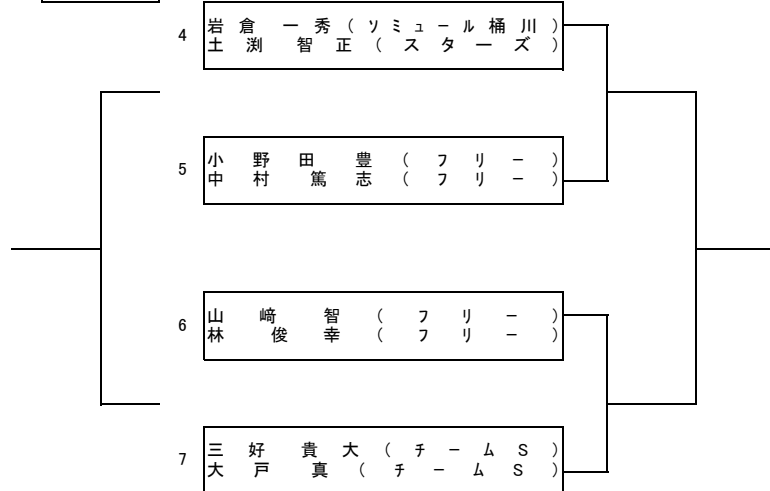 4
岩倉 一秀(ソミュール桶川)
土渕 智正(スターズ)
5
小野田 豊(フリー)
中村 篤志(フリー)
6
山﨑 智(フリー)
林 俊幸(フリー)
7
三好 貴大(チームS)
大戸 真(チームS)